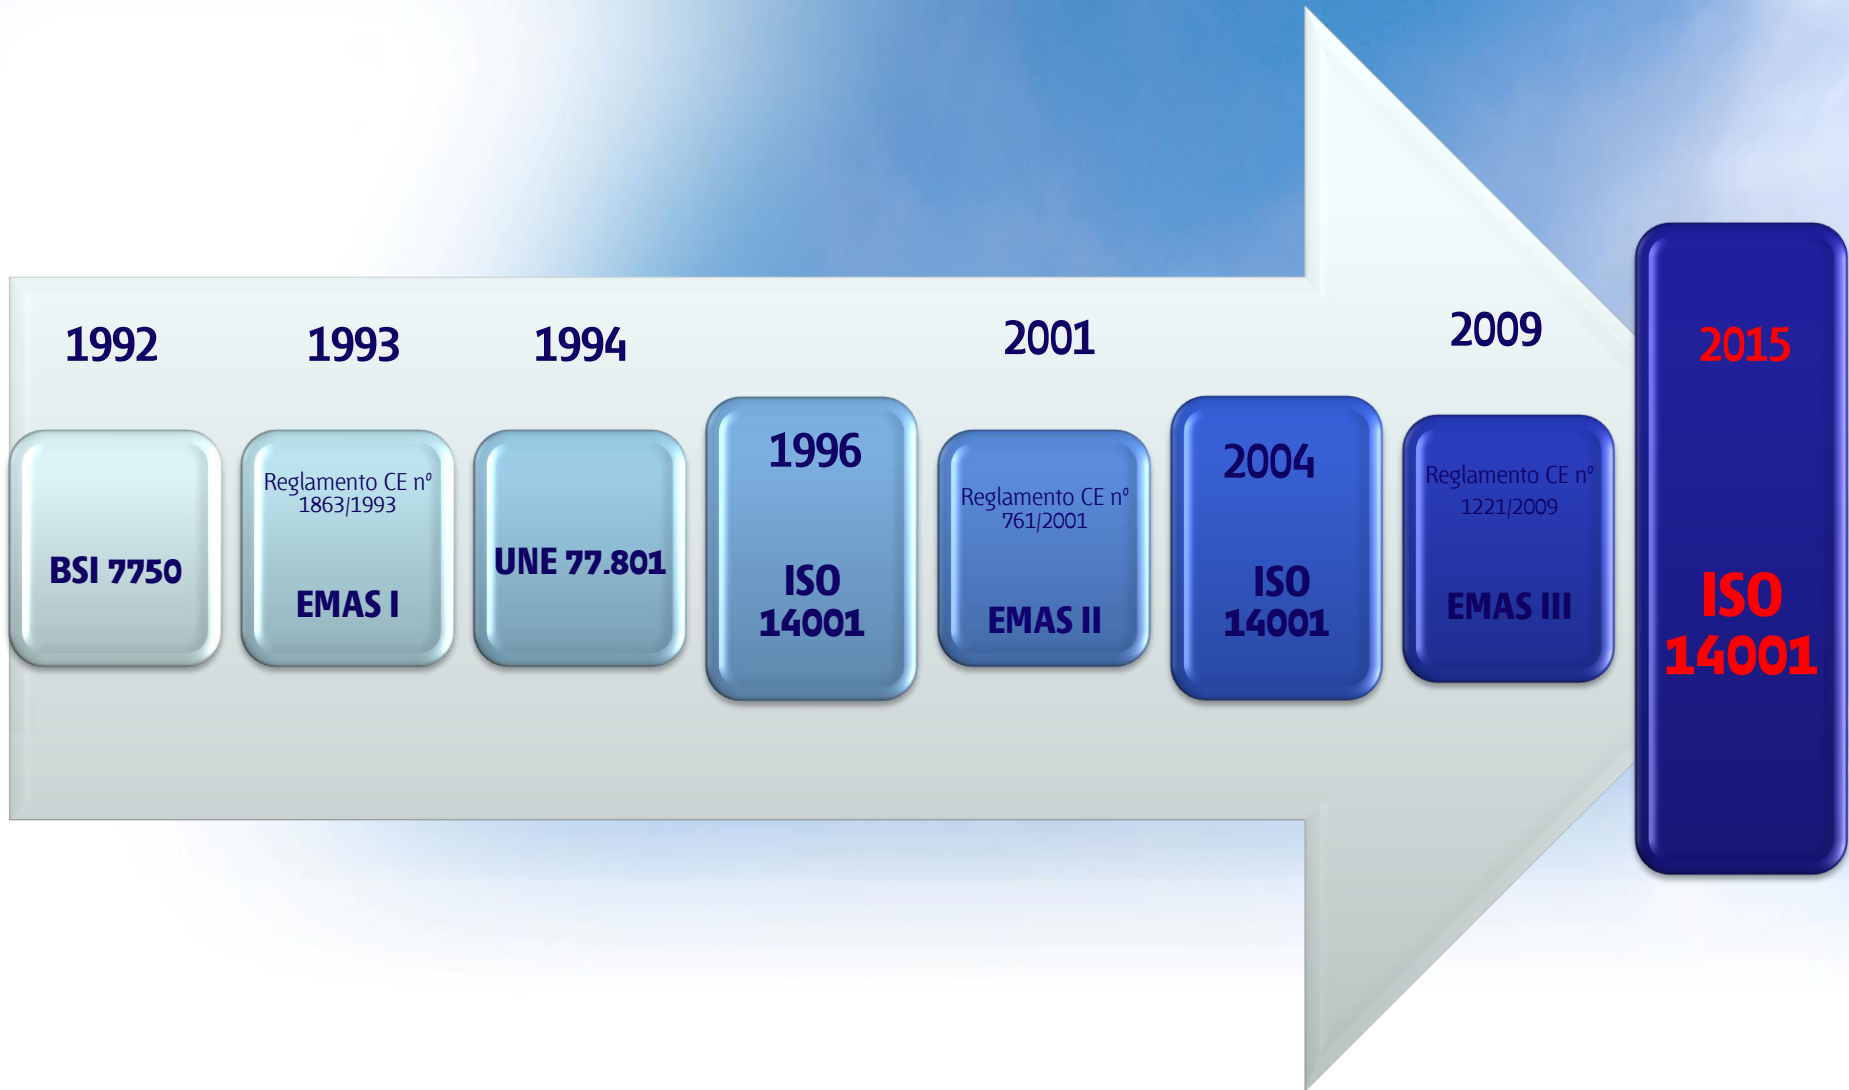 1992
BSI 7750
1993
Reglamento CE nº
1863/1993
EMAS I
1994
UNE 77.801
1996
ISO
14001
2001
Reglamento CE nº
761/2001
EMAS II
2004
ISO
14001
2009
Reglamento CE nº
1221/2009
EMAS III
2015
ISO
14001